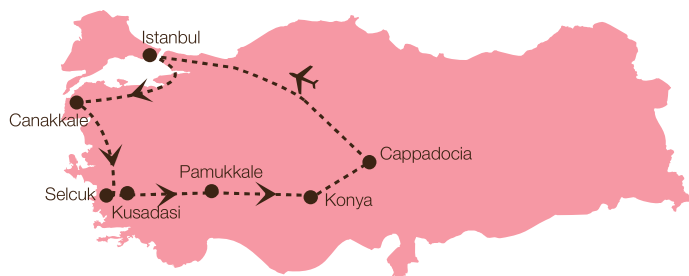 Istanbul
Canakkale
Cappadocia
Pamukkale
Selcuk
Kusadasi
Konya